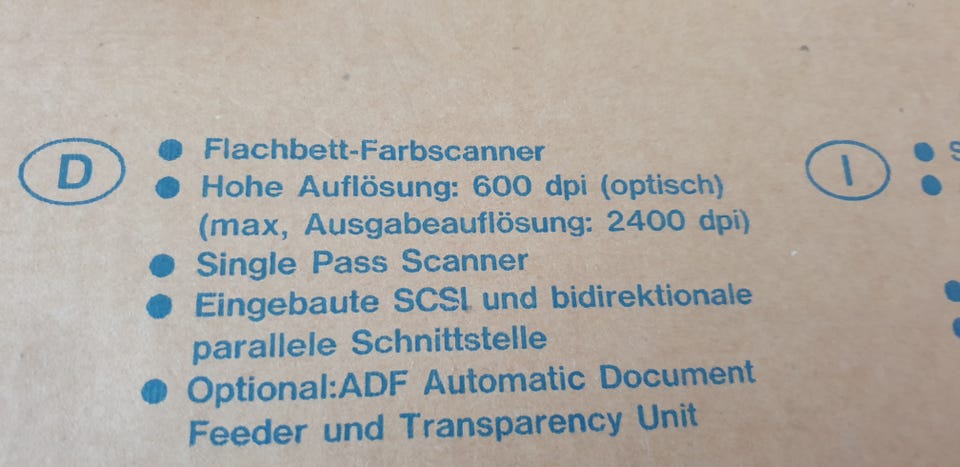 D
● Flachbett-Farbscanner
● Hohe Auflösung: 600 dpi (optisch)
(max, Ausgabeauflösung: 2400 dpi)
● Single Pass Scanner
● Eingebaute SCSI und bidirektionale
parallele Schnittstelle
● Optional:ADF Automatic Document
Feeder und Transparency Unit
I